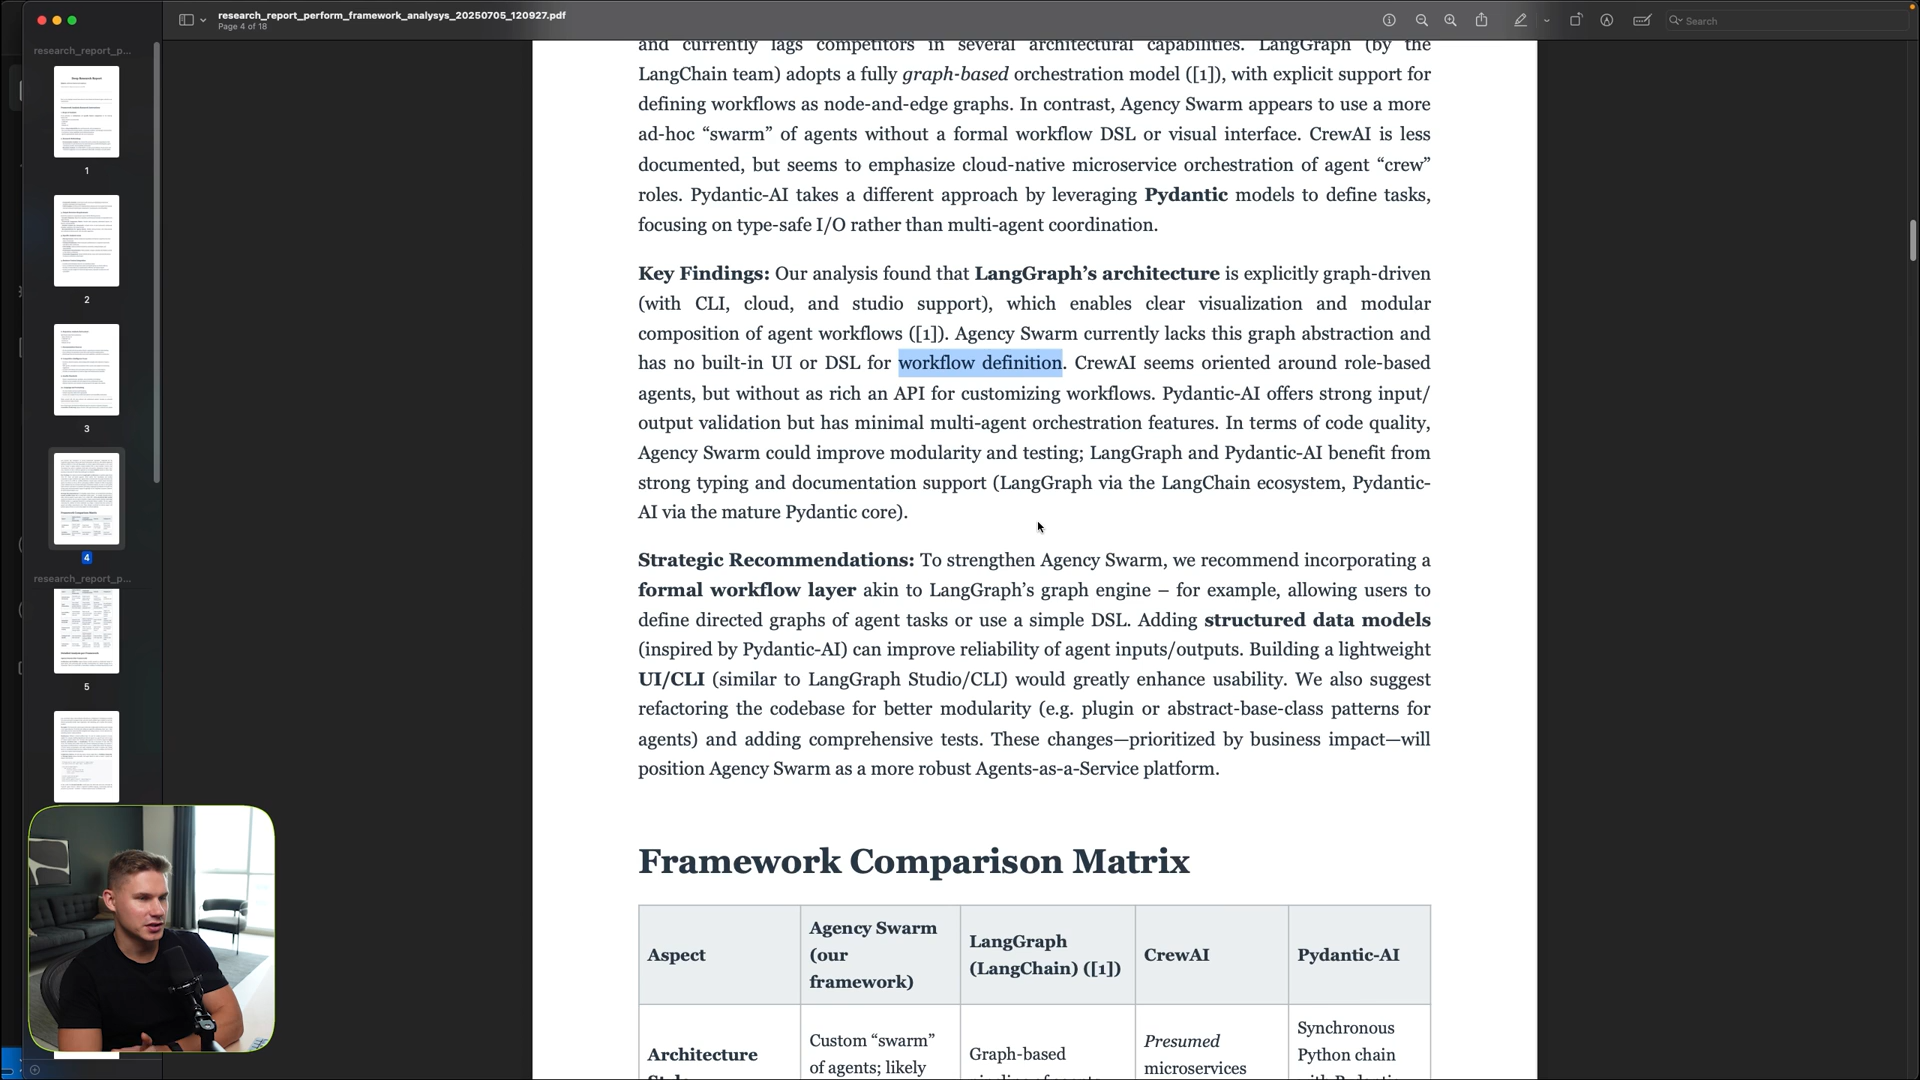 research_report_perform_framework_analysys_20250705_120927.pdf
Page 4 of 18
Search
research_report_p...
1
2
3
4
research_report_p...
5
and currently lags competitors in several architectural capabilities. LangGraph (by the
LangChain team) adopts a fully graph-based orchestration model ([1]), with explicit support for
defining workflows as node-and-edge graphs. In contrast, Agency Swarm appears to use a more
ad-hoc “swarm” of agents without a formal workflow DSL or visual interface. CrewAI is less
documented, but seems to emphasize cloud-native microservice orchestration of agent “crew”
roles. Pydantic-AI takes a different approach by leveraging Pydantic models to define tasks,
focusing on type-safe I/O rather than multi-agent coordination.
Key Findings: Our analysis found that LangGraph’s architecture is explicitly graph-driven
(with CLI, cloud, and studio support), which enables clear visualization and modular
composition of agent workflows ([1]). Agency Swarm currently lacks this graph abstraction and
has no built-in UI or DSL for workflow definition. CrewAI seems oriented around role-based
agents, but without as rich an API for customizing workflows. Pydantic-AI offers strong input/
output validation but has minimal multi-agent orchestration features. In terms of code quality,
Agency Swarm could improve modularity and testing; LangGraph and Pydantic-AI benefit from
strong typing and documentation support (LangGraph via the LangChain ecosystem, Pydantic-
AI via the mature Pydantic core).
Strategic Recommendations: To strengthen Agency Swarm, we recommend incorporating a
formal workflow layer akin to LangGraph’s graph engine – for example, allowing users to
define directed graphs of agent tasks or use a simple DSL. Adding structured data models
(inspired by Pydantic-AI) can improve reliability of agent inputs/outputs. Building a lightweight
UI/CLI (similar to LangGraph Studio/CLI) would greatly enhance usability. We also suggest
refactoring the codebase for better modularity (e.g. plugin or abstract-base-class patterns for
agents) and adding comprehensive tests. These changes—prioritized by business impact—will
position Agency Swarm as a more robust Agents-as-a-Service platform.
Framework Comparison Matrix
Aspect
Agency Swarm
(our
framework)
LangGraph
(LangChain) ([1])
CrewAI
Pydantic-AI
Architecture
Custom “swarm”
of agents; likely
Graph-based
Presumed
microservices
Synchronous
Python chain